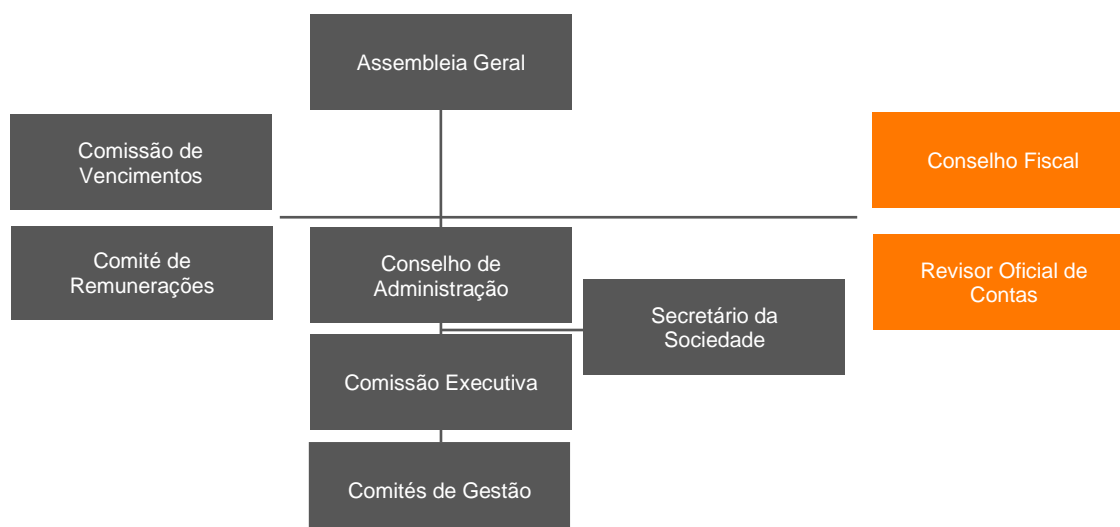 Assembleia Geral
Comissão de
Vencimentos
Conselho Fiscal
Comité de
Remunerações
Conselho de
Administração
Revisor Oficial de
Contas
Secretário da
Sociedade
Comissão Executiva
Comités de Gestão